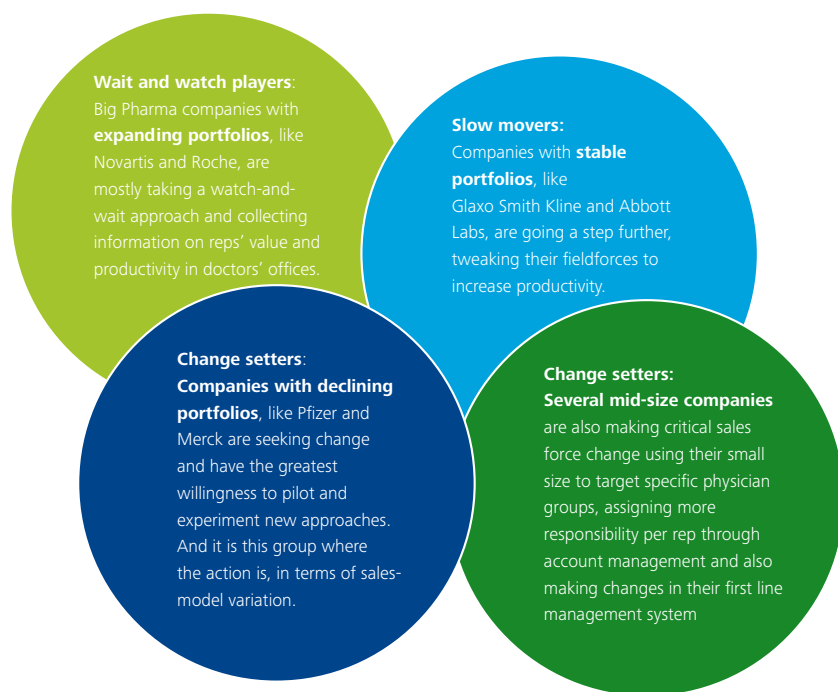 Wait and watch players:
Big Pharma companies with
expanding portfolios, like
Novartis and Roche, are
mostly taking a watch-and-
wait approach and collecting
information on reps’ value and
productivity in doctors’ offices.
Slow movers:
Companies with stable
portfolios, like
Glaxo Smith Kline and Abbott
Labs, are going a step further,
tweaking their fieldforces to
increase productivity.
Change setters:
Companies with declining
portfolios, like Pfizer and
Merck are seeking change
and have the greatest
willingness to pilot and
experiment new approaches.
And it is this group where
the action is, in terms of sales-
model variation.
Change setters:
Several mid-size companies
are also making critical sales
force change using their small
size to target specific physician
groups, assigning more
responsibility per rep through
account management and also
making changes in their first line
management system